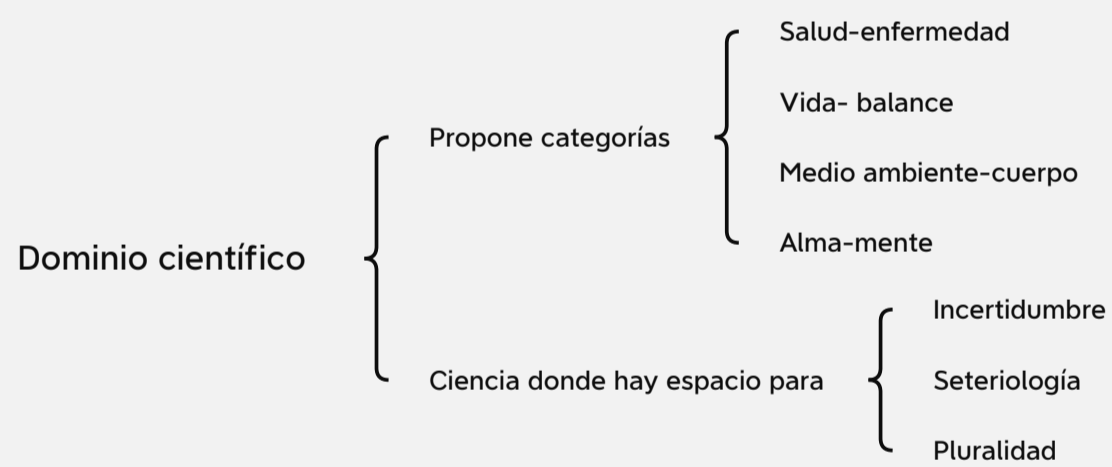 Dominio científico
Propone categorías
Salud-enfermedad
Vida- balance
Medio ambiente-cuerpo
Alma-mente
Ciencia donde hay espacio para
Incertidumbre
Seteriología
Pluralidad